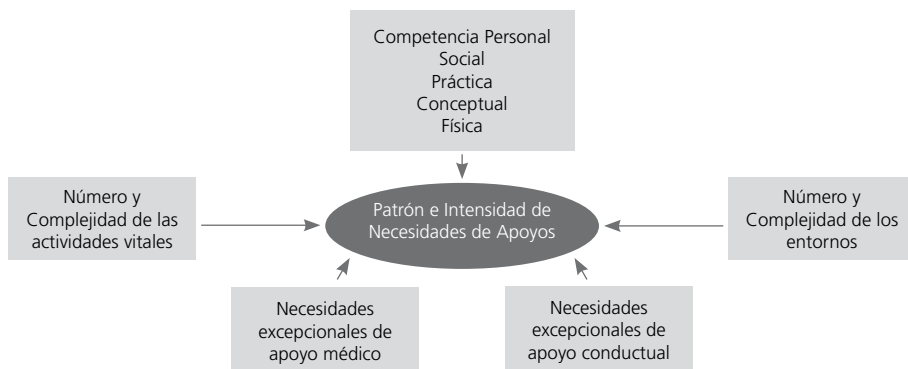 Competencia Personal
Social
Práctica
Conceptual
Física
Número y
Complejidad de las
actividades vitales
Patrón e Intensidad de
Necesidades de Apoyos
Número y
Complejidad de los
entornos
Necesidades
excepcionales de
apoyo médico
Necesidades
excepcionales de
apoyo conductual